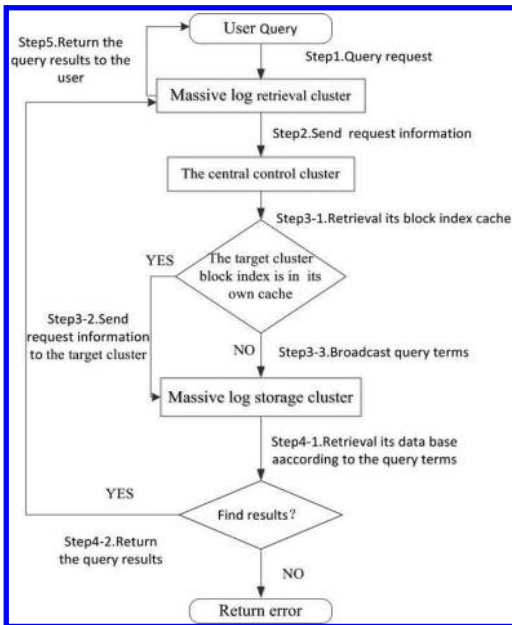 User Query
Step5.Return the
query results to the
user
Step1.Query request
Massive log retrieval cluster
Step2.Send request information
The central control cluster
Step3-1.Retrieval its block index cache
YES
The target cluster
block index is in its
own cache
Step3-2.Send
request information
to the target cluster
NO
Step3-3.Broadcast query terms
Massive log storage cluster
Step4-1.Retrieval its data base
aaccording to the query terms
YES
Find results?
Step4-2.Return
the query results
NO
Return error